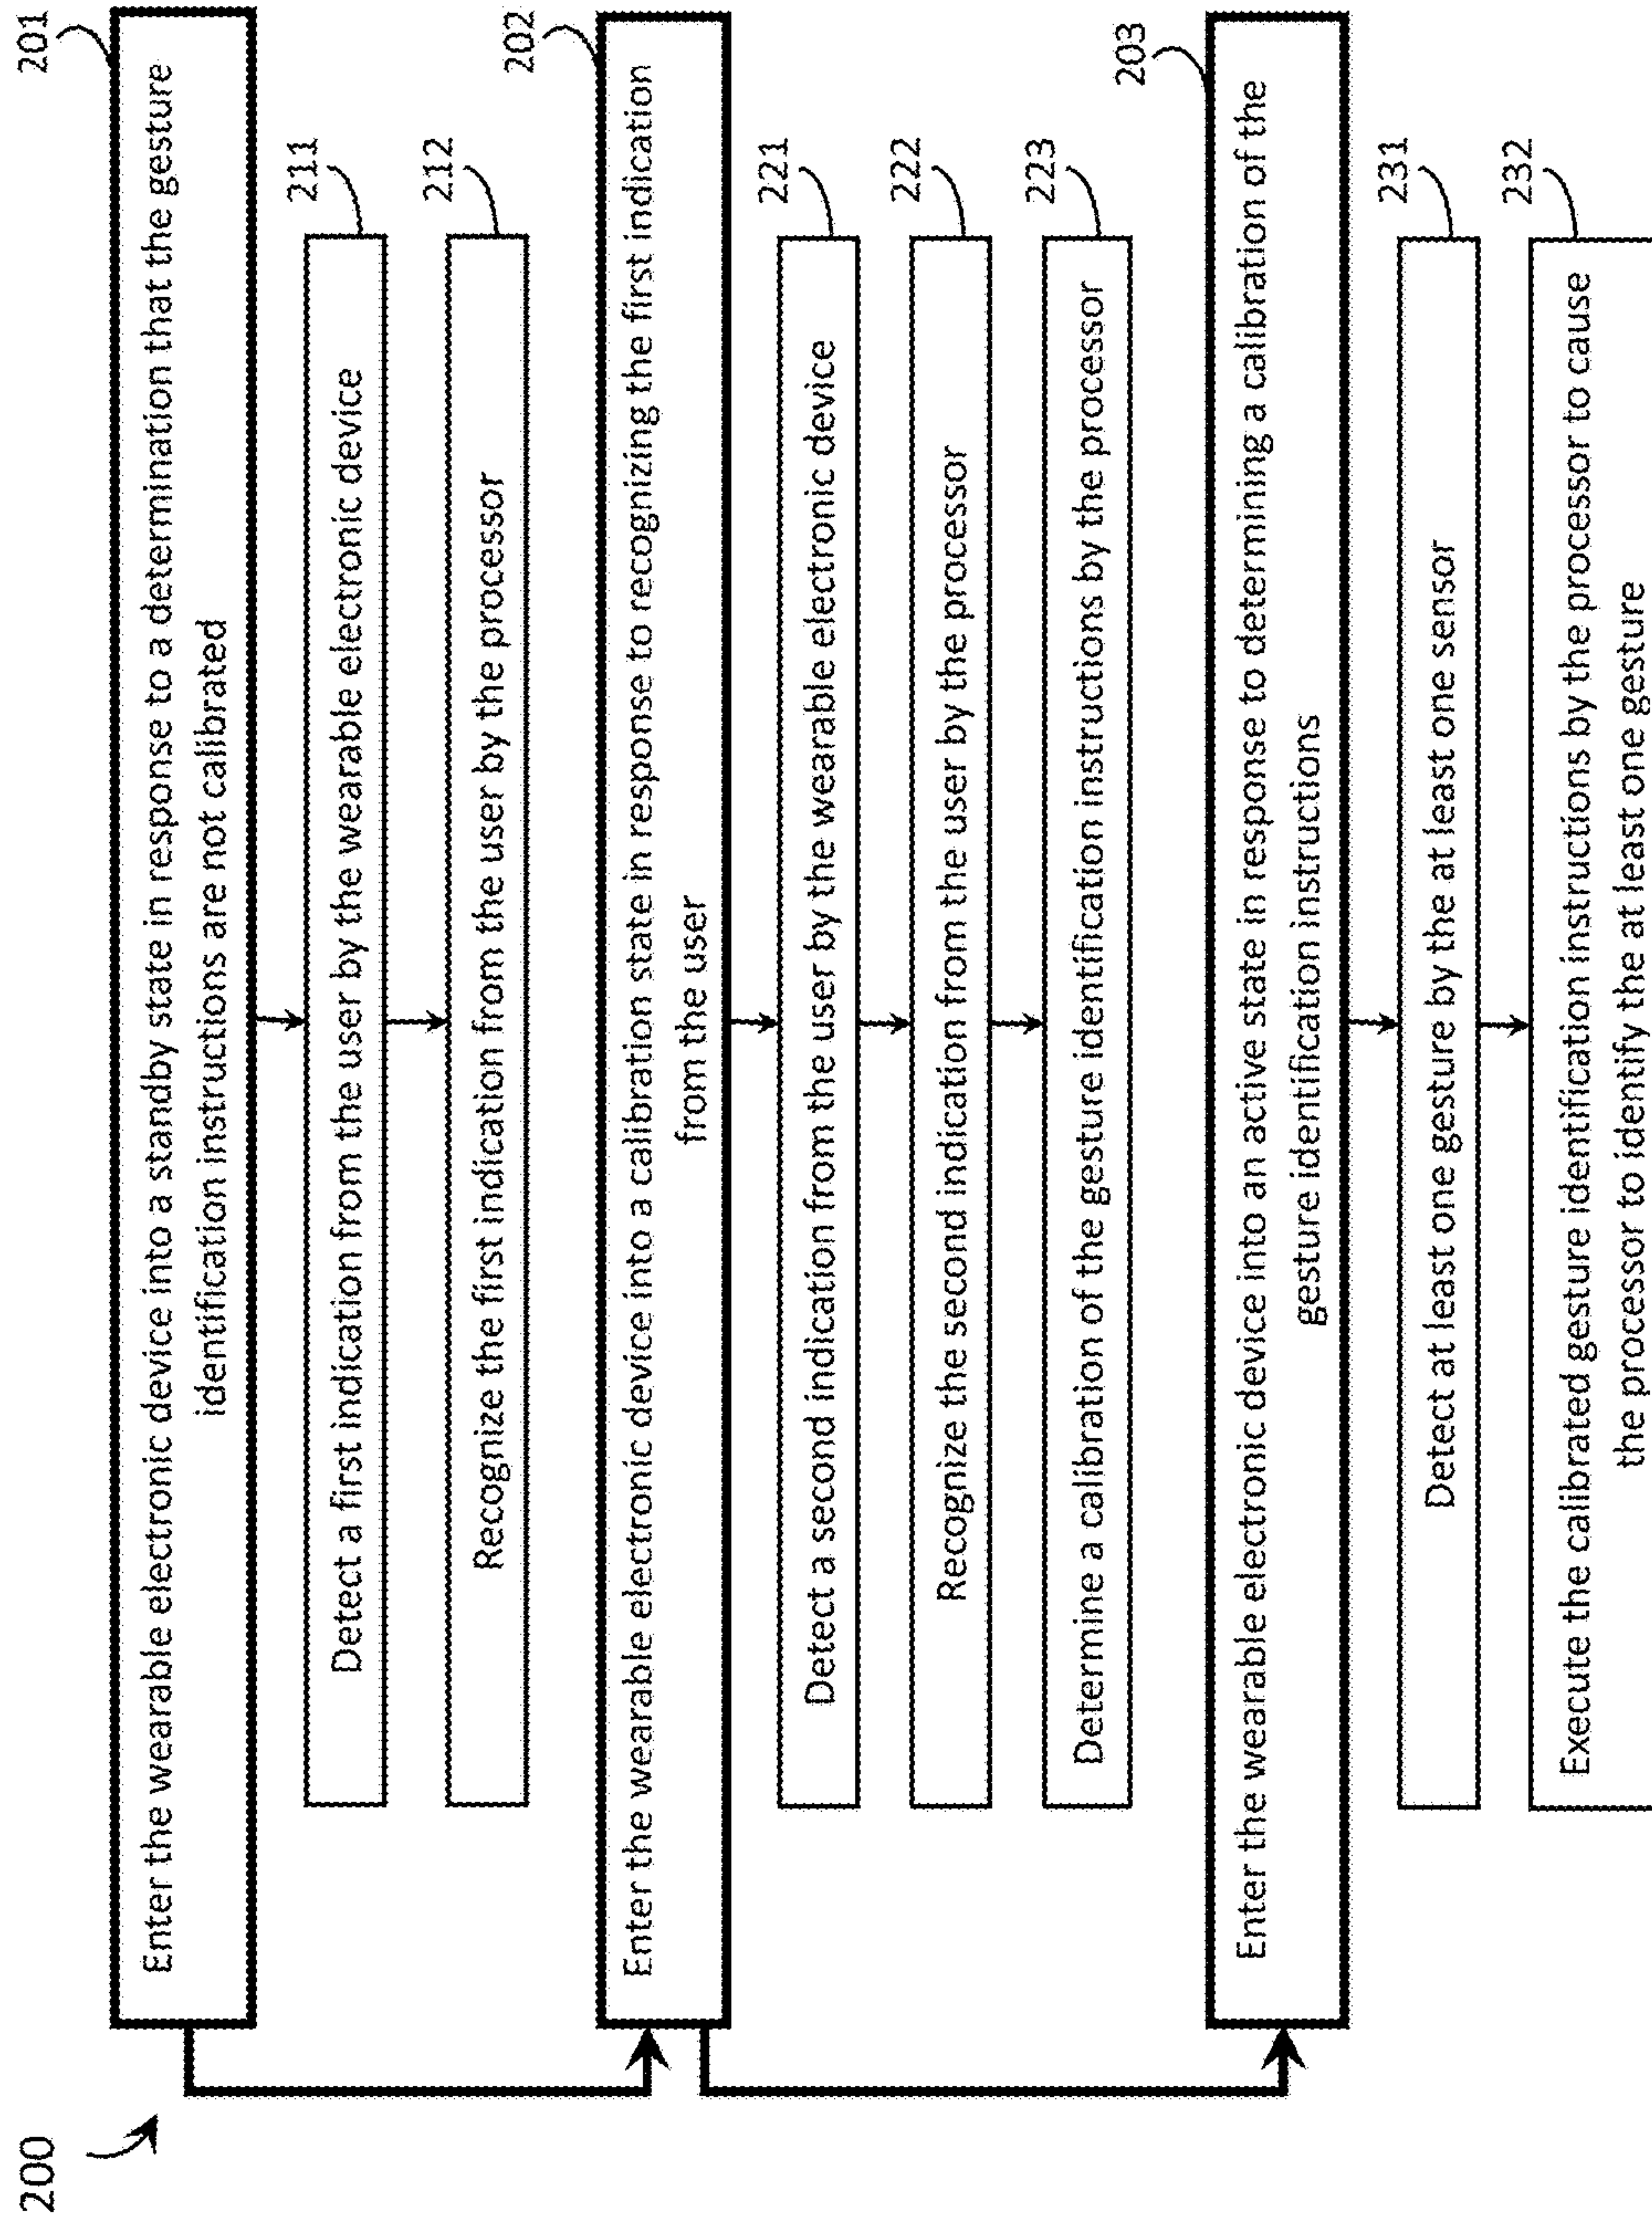 200
201
Enter the wearable electronic device into a standby state in response to a determination that the gesture
identification instructions are not calibrated
211
Detect a first indication from the user by the wearable electronic device
212
Recognize the first indication from the user by the processor
202
Enter the wearable electronic device into a calibration state in response to recognizing the first indication
from the user
221
Detect a second indication from the user by the wearable electronic device
222
Recognize the second indication from the user by the processor
223
Determine a calibration of the gesture identification instructions by the processor
203
Enter the wearable electronic device into an active state in response to determining a calibration of the
gesture identification instructions
231
Detect at least one gesture by the at least one sensor
232
Execute the calibrated gesture identification instructions by the processor to cause
the processor to identify the at least one gesture